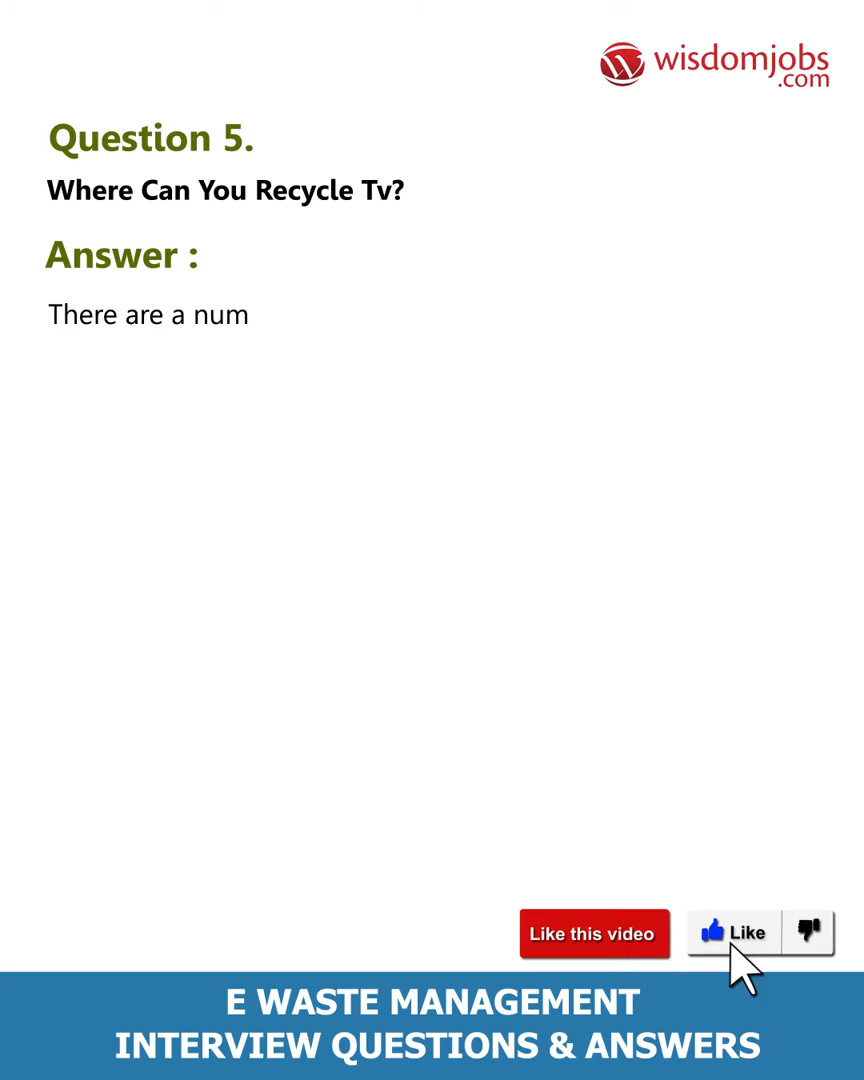 wisdomjobs
.com
Question 5.
Where Can You Recycle Tv?
Answer :
There are a num
Like this video
Like
E WASTE MANAGEMENT
INTERVIEW QUESTIONS & ANSWERS